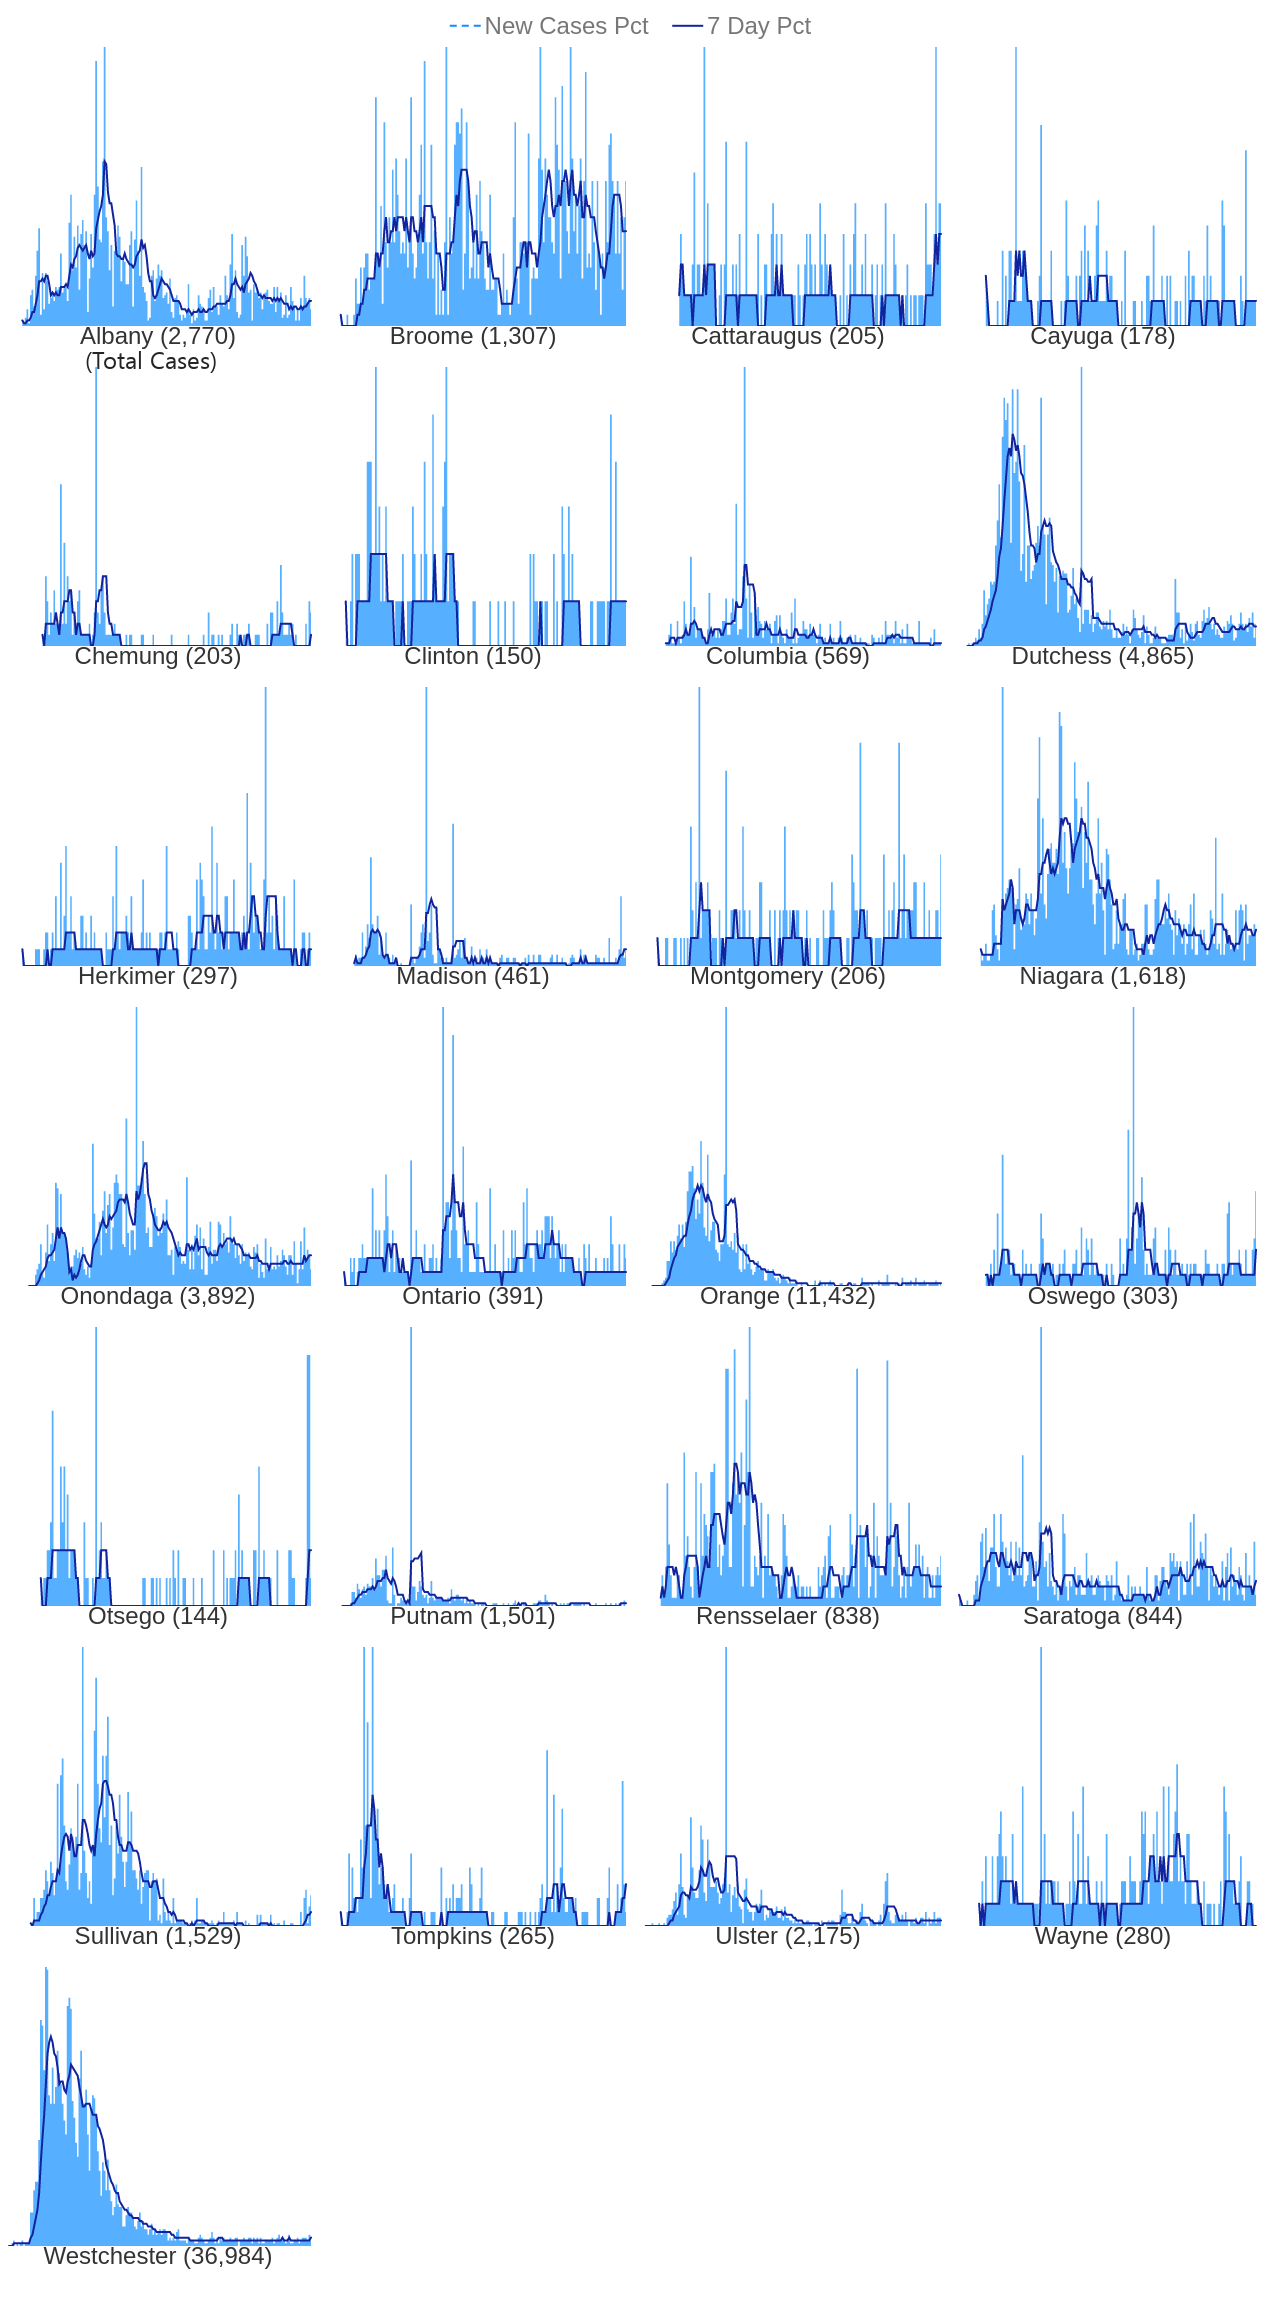 New Cases Pct 7 Day Pct
Albany (2,770) Broome (1,307) Cattaraugus (205) Cayuga (178)
(Total Cases)
Chemung (203) Clinton (150) Columbia (569) Dutchess (4,865)
Herkimer (297) Madison (461) Montgomery (206) Niagara (1,618)
Onondaga (3,892) Ontario (391) Orange (11,432) Oswego (303)
Otsego (144) Putnam (1,501) Rensselaer (838) Saratoga (844)
Sullivan (1,529) Tompkins (265) Ulster (2,175) Wayne (280)
Westchester (36,984)